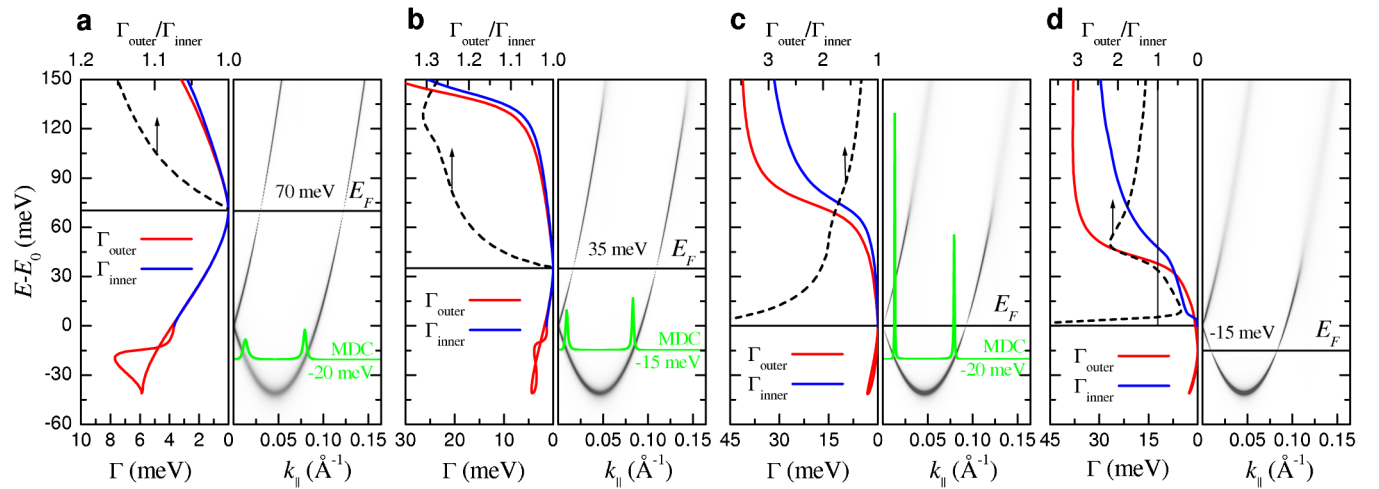 a
Γouter/Γinner
1.2 1.1 1.0
150
120
90
60
30
0
-30
-60
E-E0 (meV)
70 meV
EF
Γouter
Γinner
MDC
-20 meV
10 8 6 4 2 0
0.05 0.10 0.15
Γ (meV)
k|| (Å-1)
b
Γouter/Γinner
1.3 1.2 1.1 1.0
35 meV
EF
Γouter
Γinner
MDC
-15 meV
30 20 10 0
0.05 0.10 0.15
Γ (meV)
k|| (Å-1)
c
Γouter/Γinner
3 2 1
EF
Γouter
Γinner
MDC
-20 meV
45 30 15 0
0.05 0.10 0.15
Γ (meV)
k|| (Å-1)
d
Γouter/Γinner
3 2 1 0
-15 meV
EF
Γouter
Γinner
45 30 15 0
0.05 0.10 0.15
Γ (meV)
k|| (Å-1)